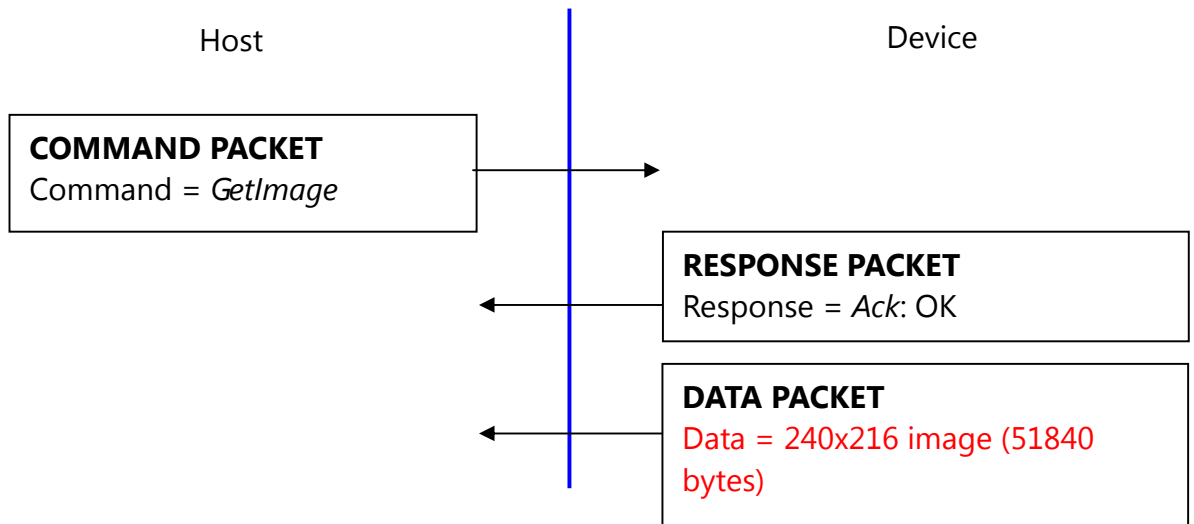 Host
Device
COMMAND PACKET
Command = GetImage
RESPONSE PACKET
Response = Ack: OK
DATA PACKET
Data = 240x216 image (51840
bytes)